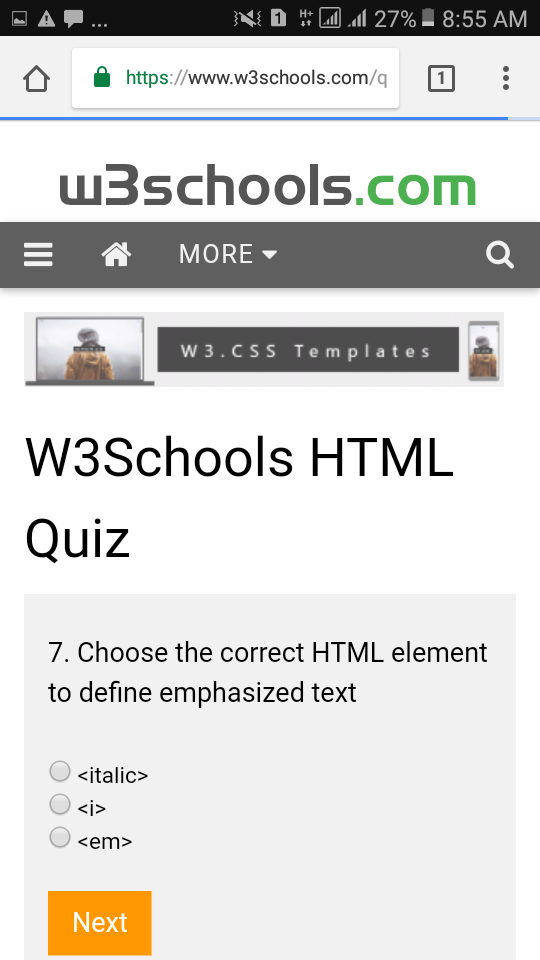 ... 1 H+ 27% 8:55 AM
https://www.w3schools.com/q 1
w3schools.com
MORE
W3.CSS Templates
W3Schools HTML
Quiz
7. Choose the correct HTML element
to define emphasized text
<italic>
<i>
<em>
Next